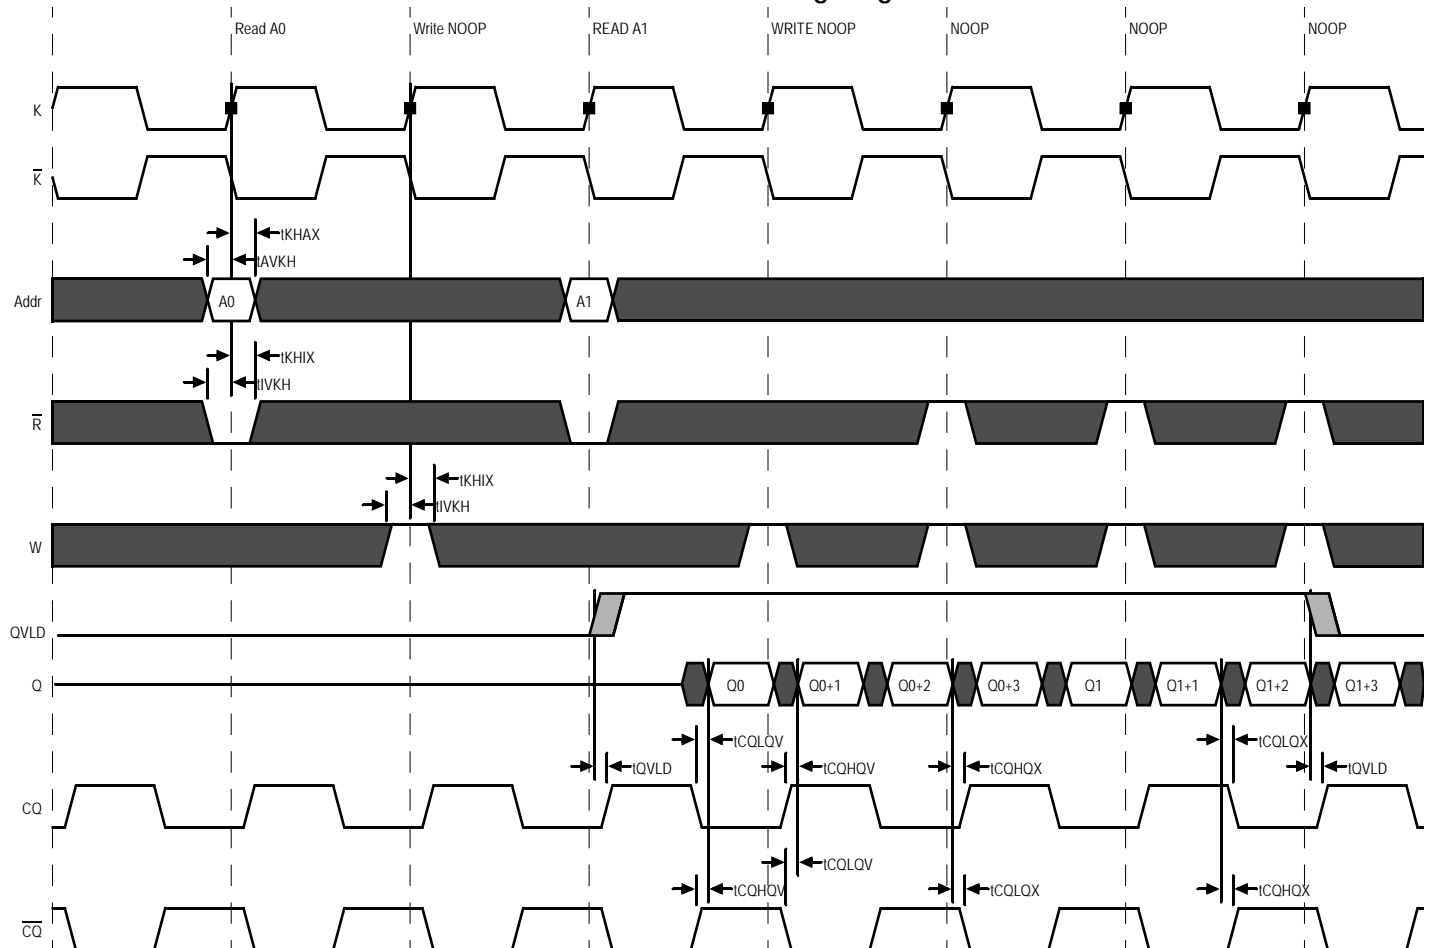 Read A0 Write NOOP READ A1 WRITE NOOP NOOP NOOP NOOP
K
K
tKHAX
tAVKH
Addr A0 A1
tKHIX
tIVKH
R
tKHIX
tIVKH
W
QVLD
Q Q0 Q0+1 Q0+2 Q0+3 Q1 Q1+1 Q1+2 Q1+3
tCQLQV tCQLQX
tQVLD tCQHQV tCQHQX tQVLD
CQ
tCQLQV
tCQHQV tCQLQX tCQHQX
CQ